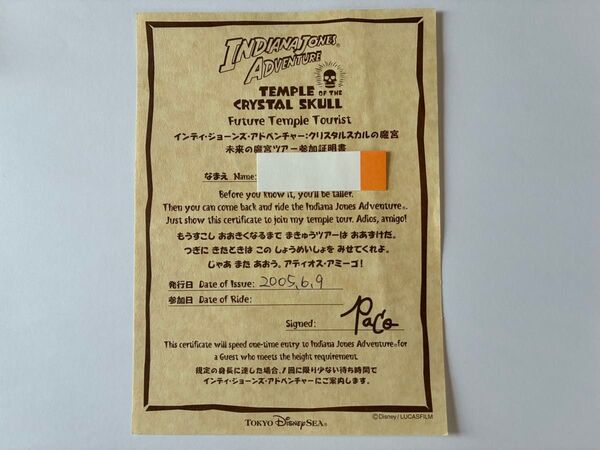 INDIANA JONES®
ADVENTURE
TEMPLE OF THE
CRYSTAL SKULL
Future Temple Tourist
インディ・ジョーンズ・アドベンチャー：クリスタルスカルの魔宮
未来の魔宮ツアー参加証明書
なまえ Name:
Before you know it, you'll be taller.
Then you can come back and ride the Indiana Jones Adventure®.
Just show this certificate to join my temple tour. Adios, amigo!
もうすこし おおきくなるまで まきゅうツアーは おあずけだ。
つぎに きたときは この しょうめいしょを みせてくれよ。
じゃあ また あおう。アディオス・アミーゴ！
発行日 Date of Issue: 2005,6,9
参加日 Date of Ride:
Signed: Paco
This certificate will speed one-time entry to Indiana Jones Adventure® for
a Guest who meets the height requirement.
規定の身長に達した場合、1回に限り少ない待ち時間で
インディ・ジョーンズ・アドベンチャーにご案内します。
TOKYO DISNEYSEA®
©Disney/LUCASFILM